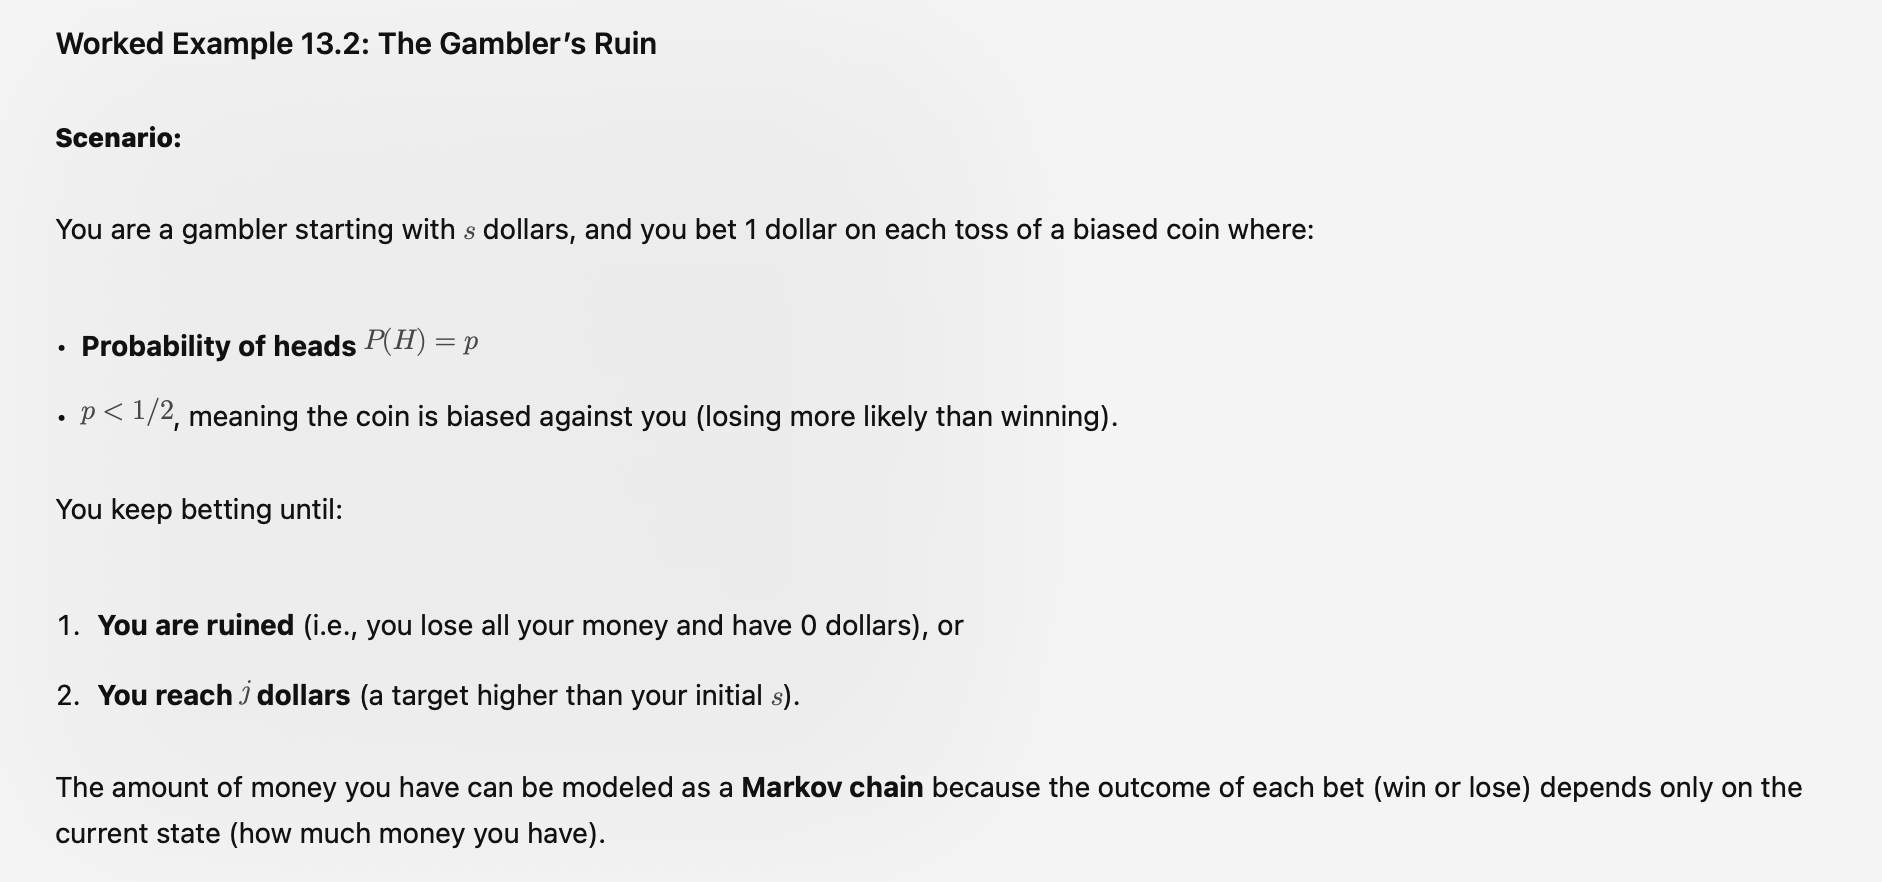 Worked Example 13.2: The Gambler’s Ruin
Scenario:
You are a gambler starting with s dollars, and you bet 1 dollar on each toss of a biased coin where:
• Probability of heads P(H) = p
• p < 1/2, meaning the coin is biased against you (losing more likely than winning).
You keep betting until:
1. You are ruined (i.e., you lose all your money and have 0 dollars), or
2. You reach j dollars (a target higher than your initial s).
The amount of money you have can be modeled as a Markov chain because the outcome of each bet (win or lose) depends only on the
current state (how much money you have).